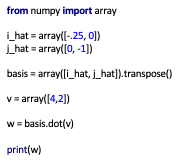 from numpy import array
i_hat = array([-.25, 0])
j_hat = array([0, -1])
basis = array([i_hat, j_hat]).transpose()
v = array([4,2])
w = basis.dot(v)
print(w)